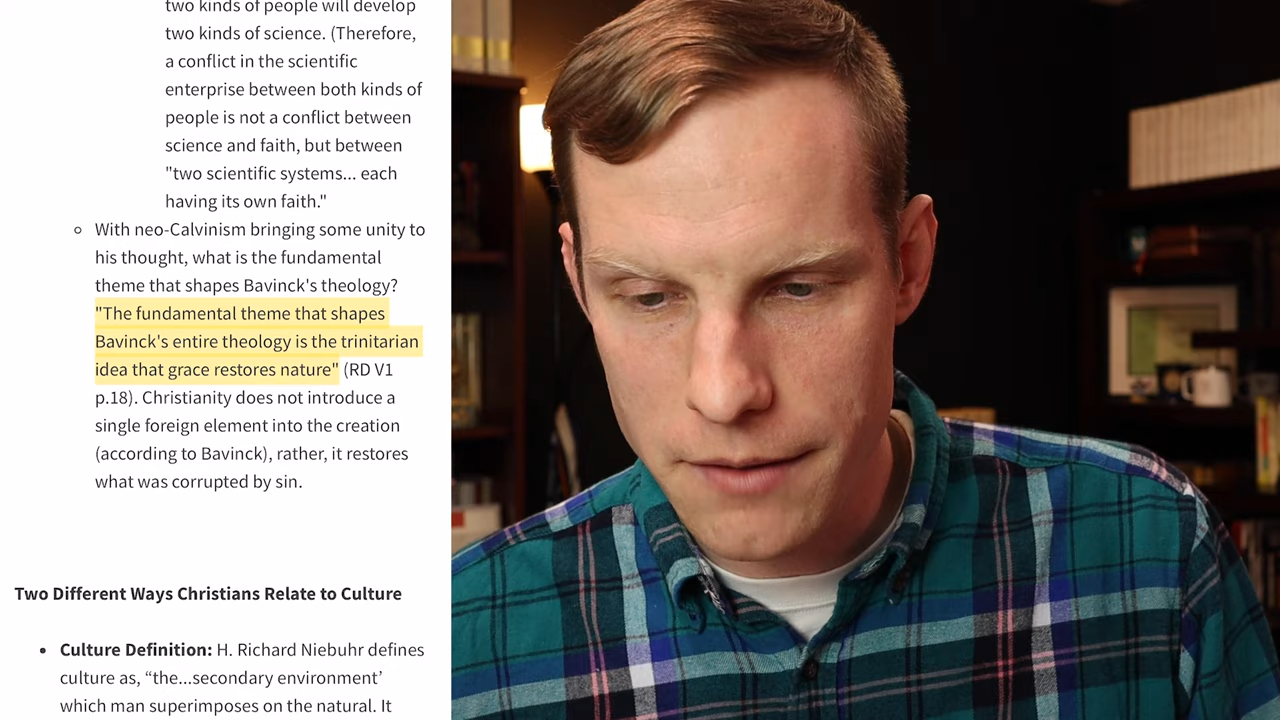 two kinds of people will develop
two kinds of science. (Therefore,
a conflict in the scientific
enterprise between both kinds of
people is not a conflict between
science and faith, but between
"two scientific systems... each
having its own faith."
With neo-Calvinism bringing some unity to
his thought, what is the fundamental
theme that shapes Bavinck's theology?
"The fundamental theme that shapes
Bavinck's entire theology is the trinitarian
idea that grace restores nature" (RD V1
p.18). Christianity does not introduce a
single foreign element into the creation
(according to Bavinck), rather, it restores
what was corrupted by sin.
Two Different Ways Christians Relate to Culture
• Culture Definition: H. Richard Niebuhr defines
culture as, “the...secondary environment’
which man superimposes on the natural. It